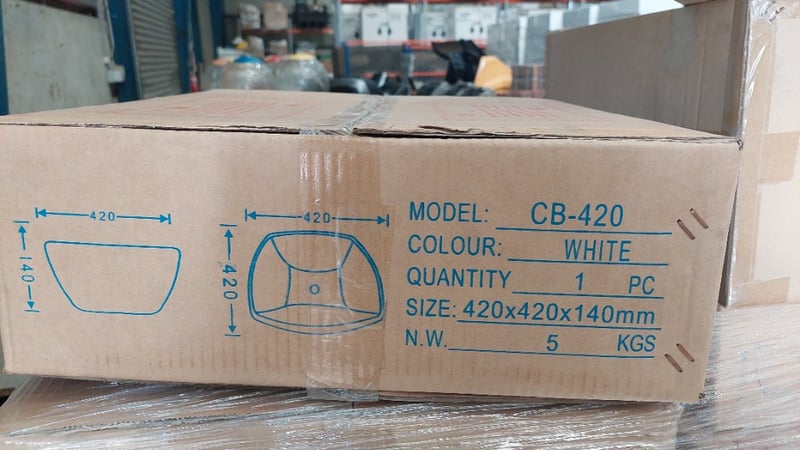 420
140
420
420
MODEL: CB-420
COLOUR: WHITE
QUANTITY 1 PC
SIZE: 420x420x140mm
N.W. 5 KGS